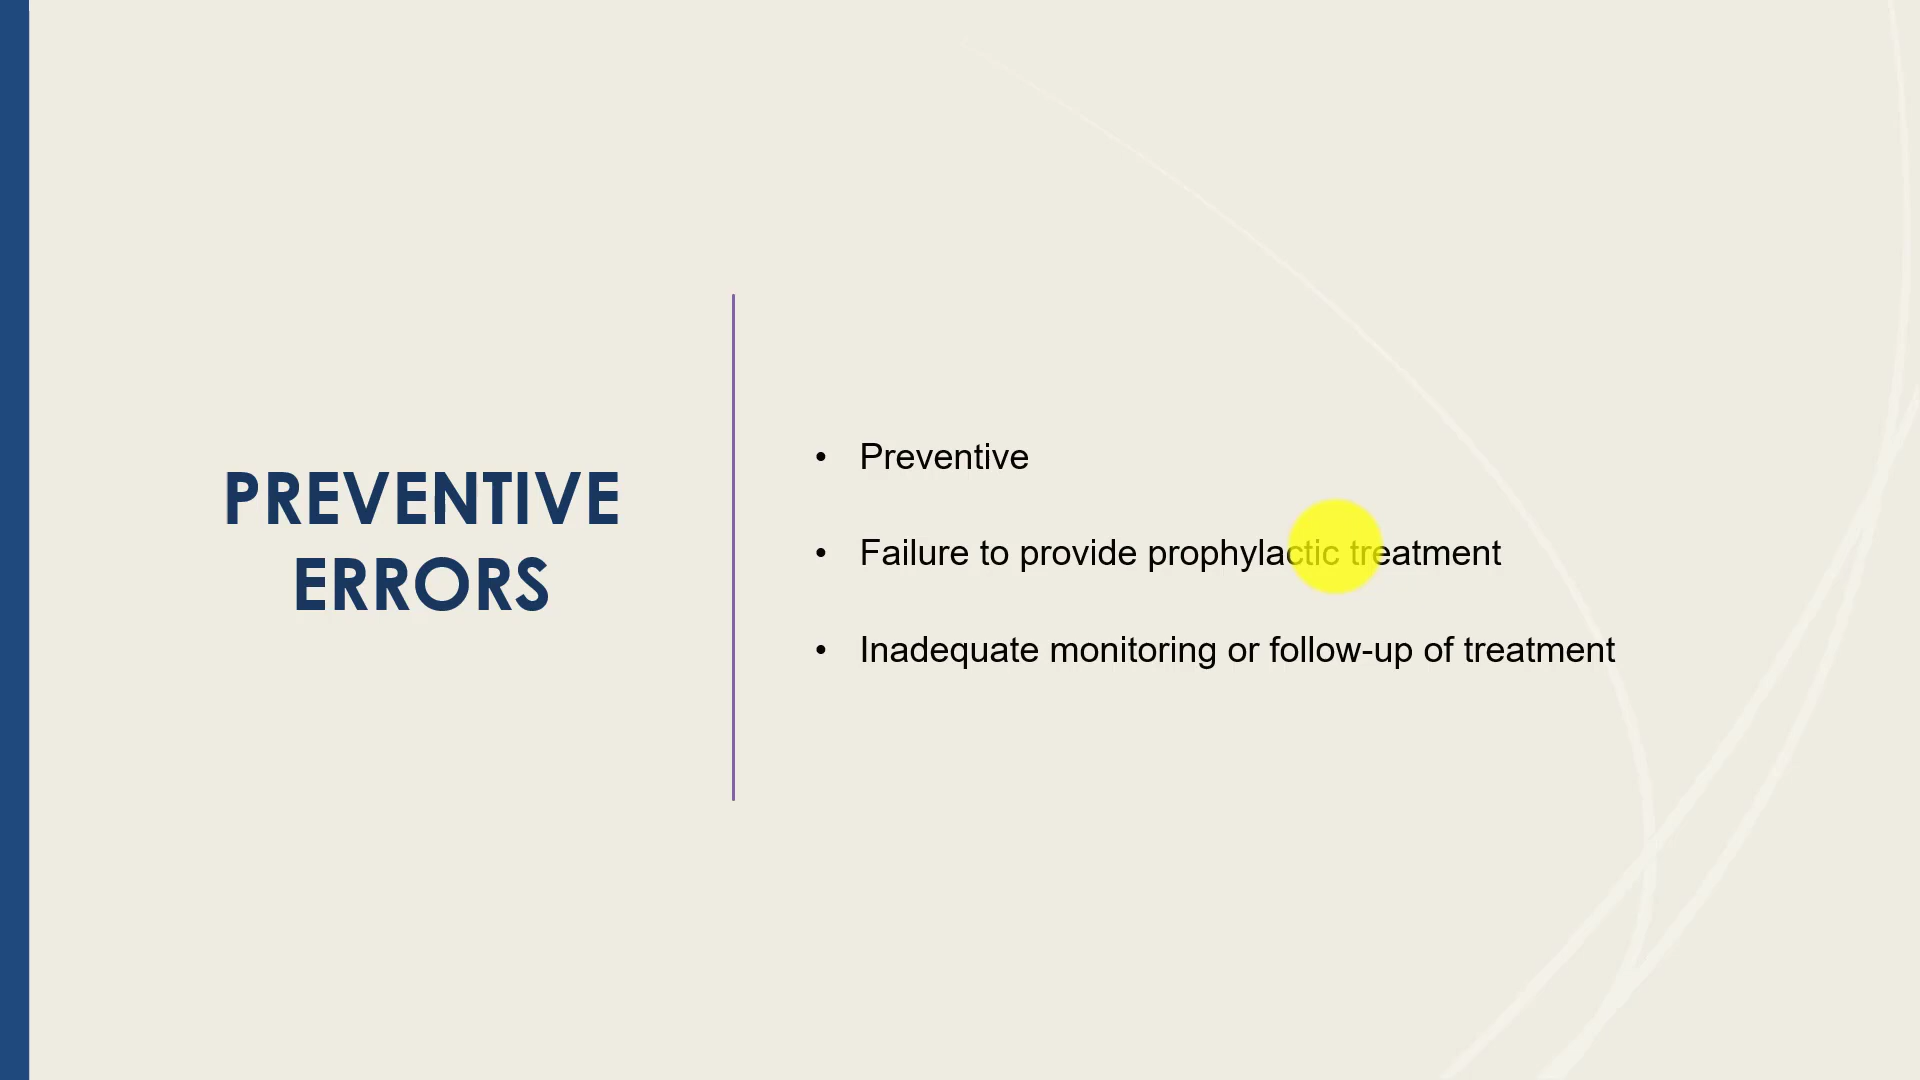 PREVENTIVE
ERRORS
• Preventive
• Failure to provide prophylactic treatment
• Inadequate monitoring or follow-up of treatment